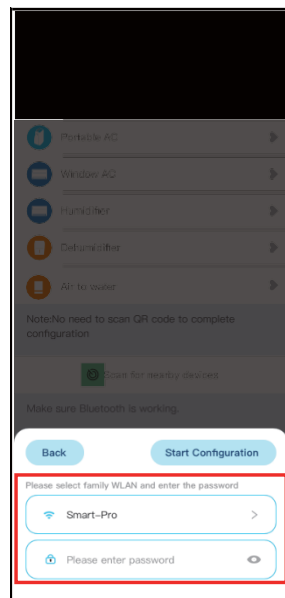 Portable AC
Window AC
Humidifier
Dehumidifier
Air to water
Note:No need to scan QR code to complete
configuration
Scan for nearby devices
Make sure Bluetooth is working.
Back
Start Configuration
Please select family WLAN and enter the password
Smart-Pro
Please enter password